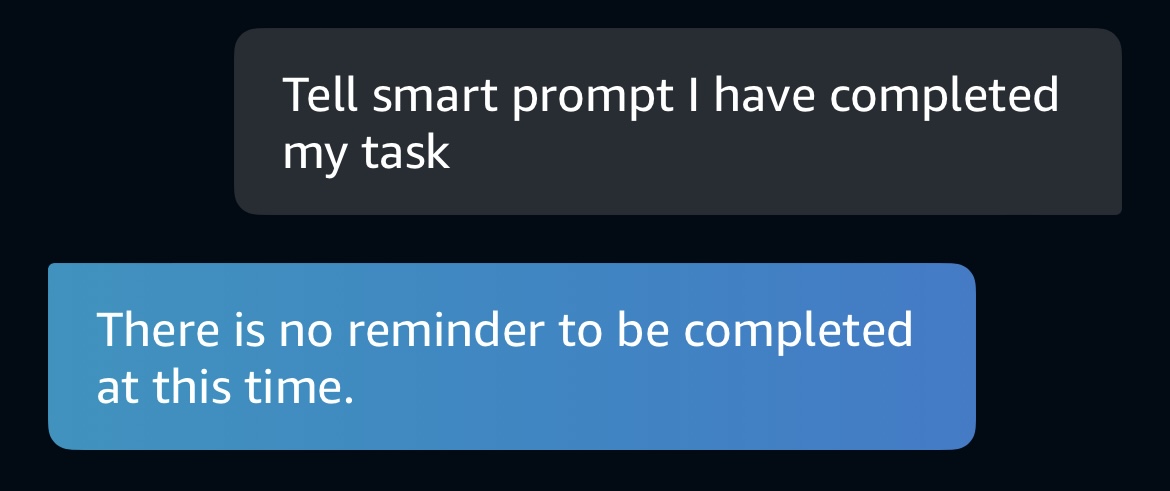 Tell smart prompt I have completed
my task
There is no reminder to be completed
at this time.